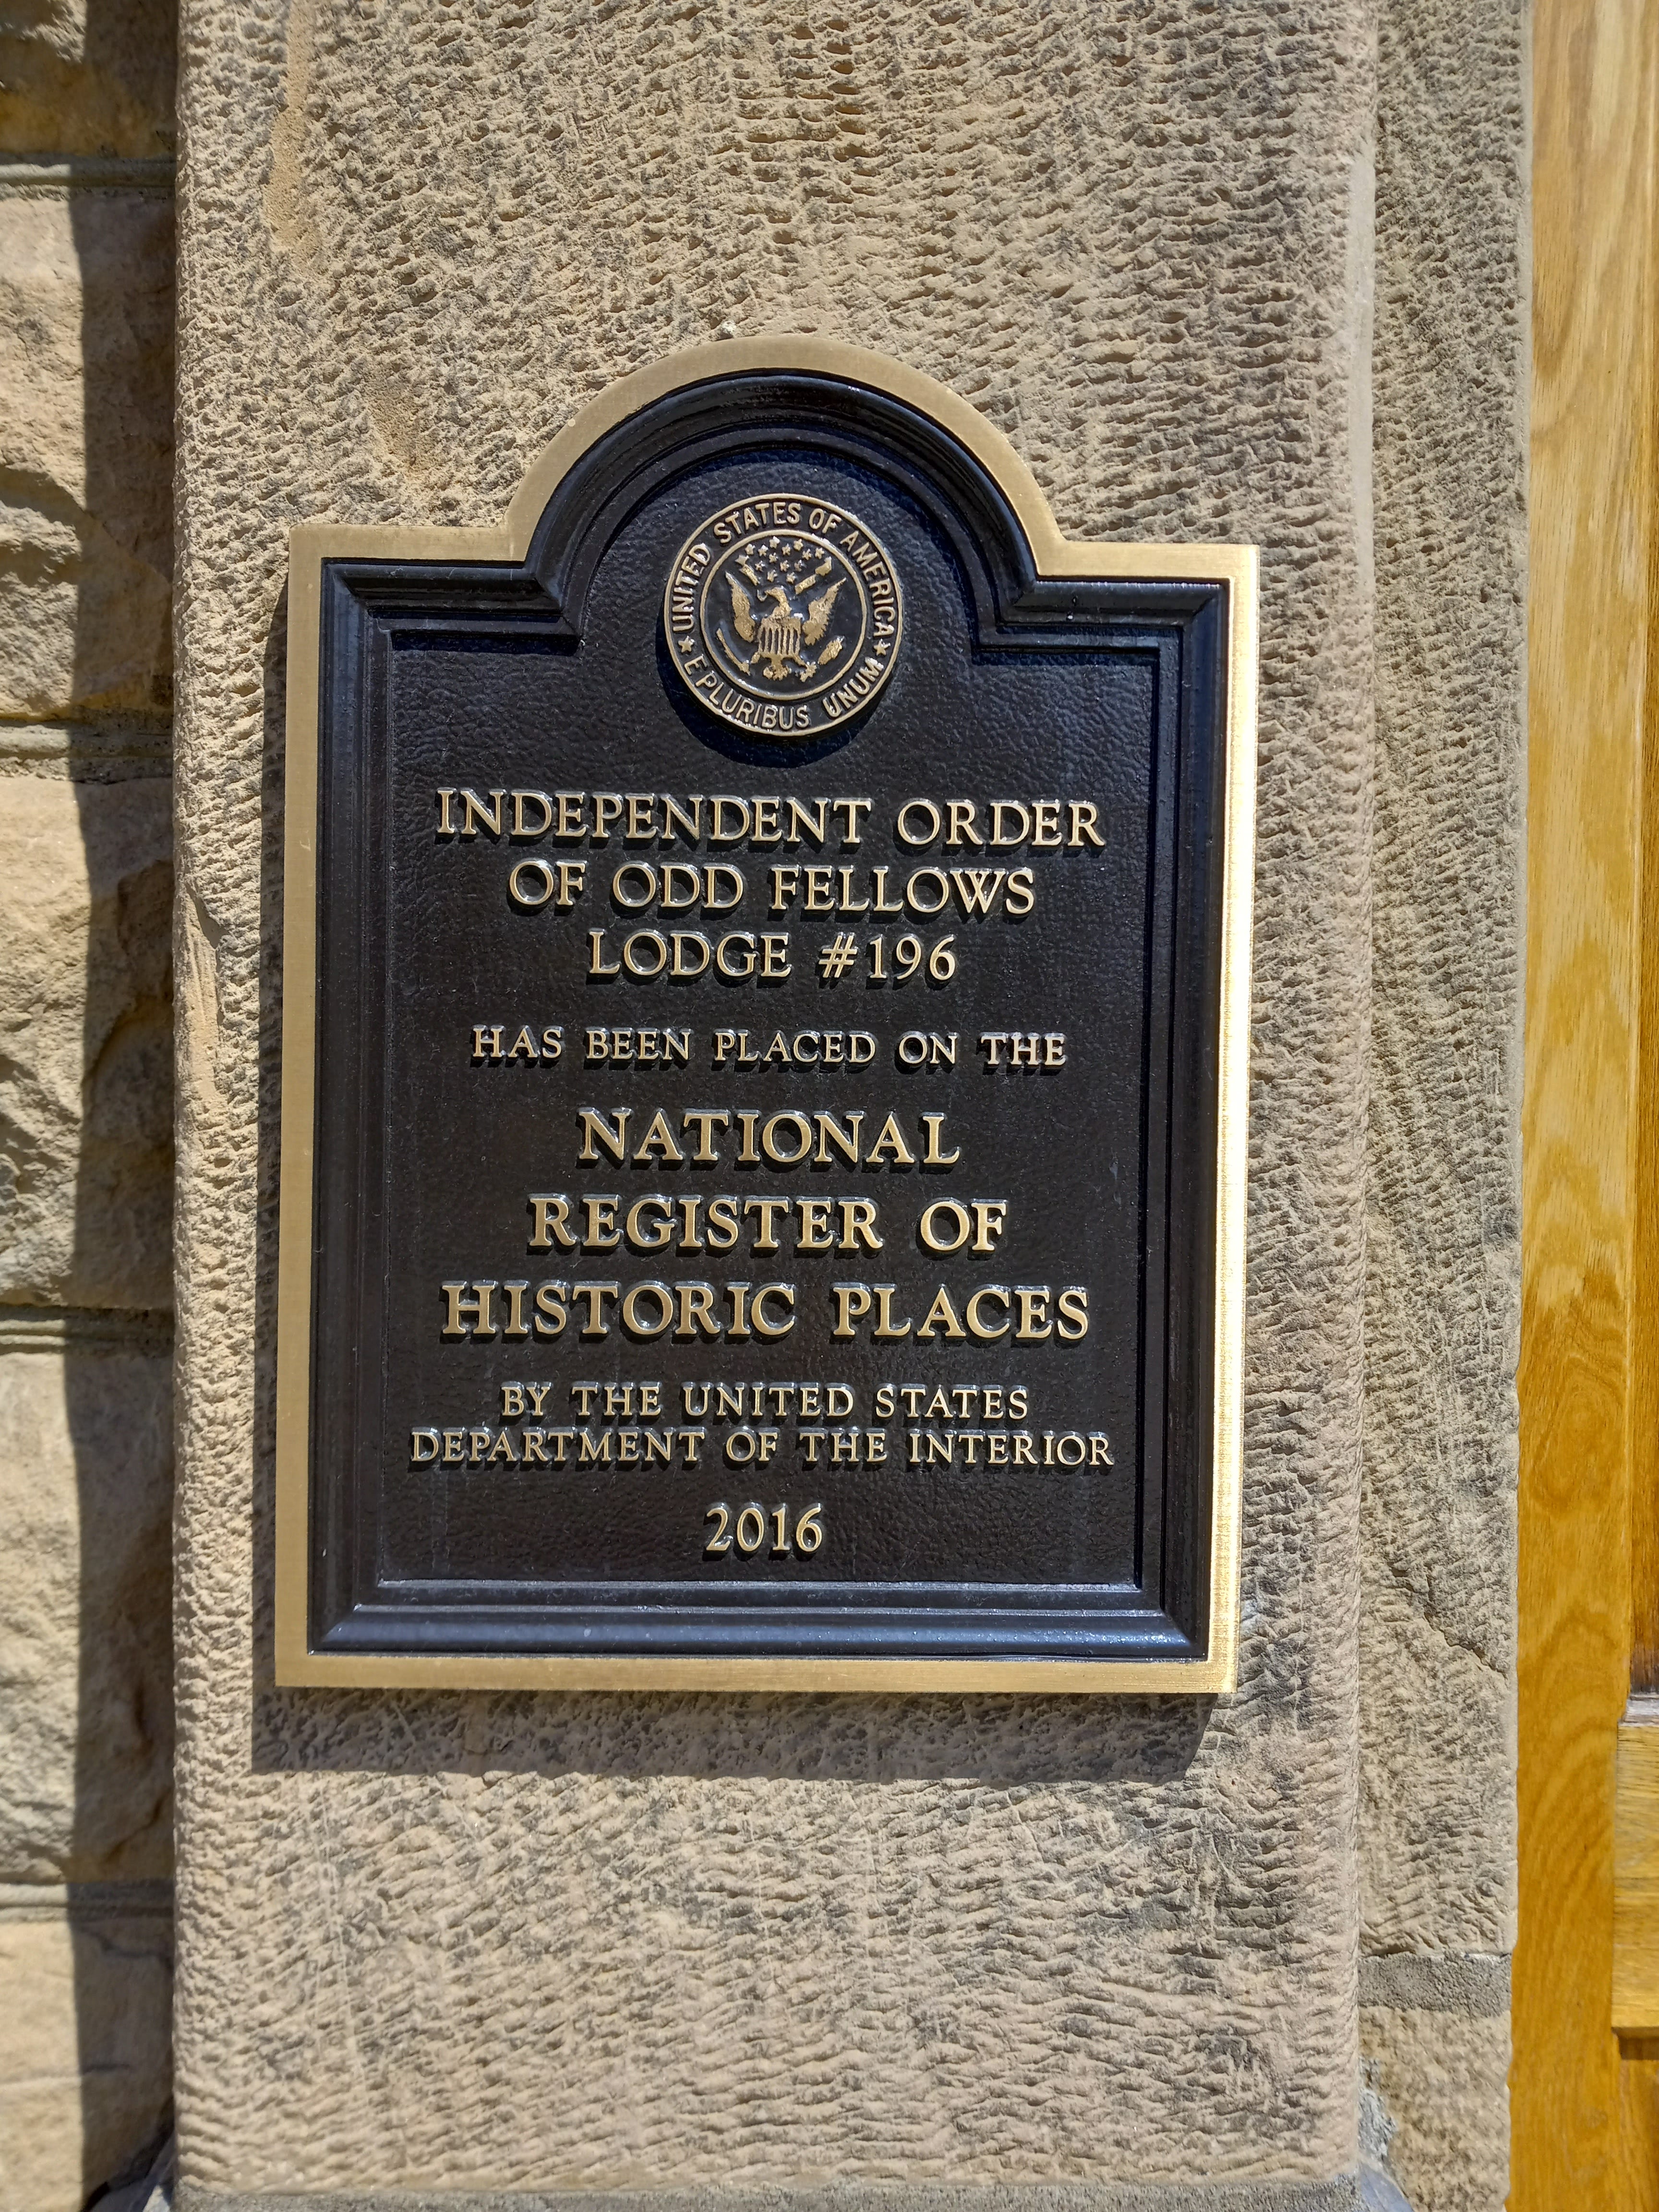 UNITED STATES OF AMERICA
E PLURIBUS UNUM
INDEPENDENT ORDER
OF ODD FELLOWS
LODGE #196
HAS BEEN PLACED ON THE
NATIONAL
REGISTER OF
HISTORIC PLACES
BY THE UNITED STATES
DEPARTMENT OF THE INTERIOR
2016